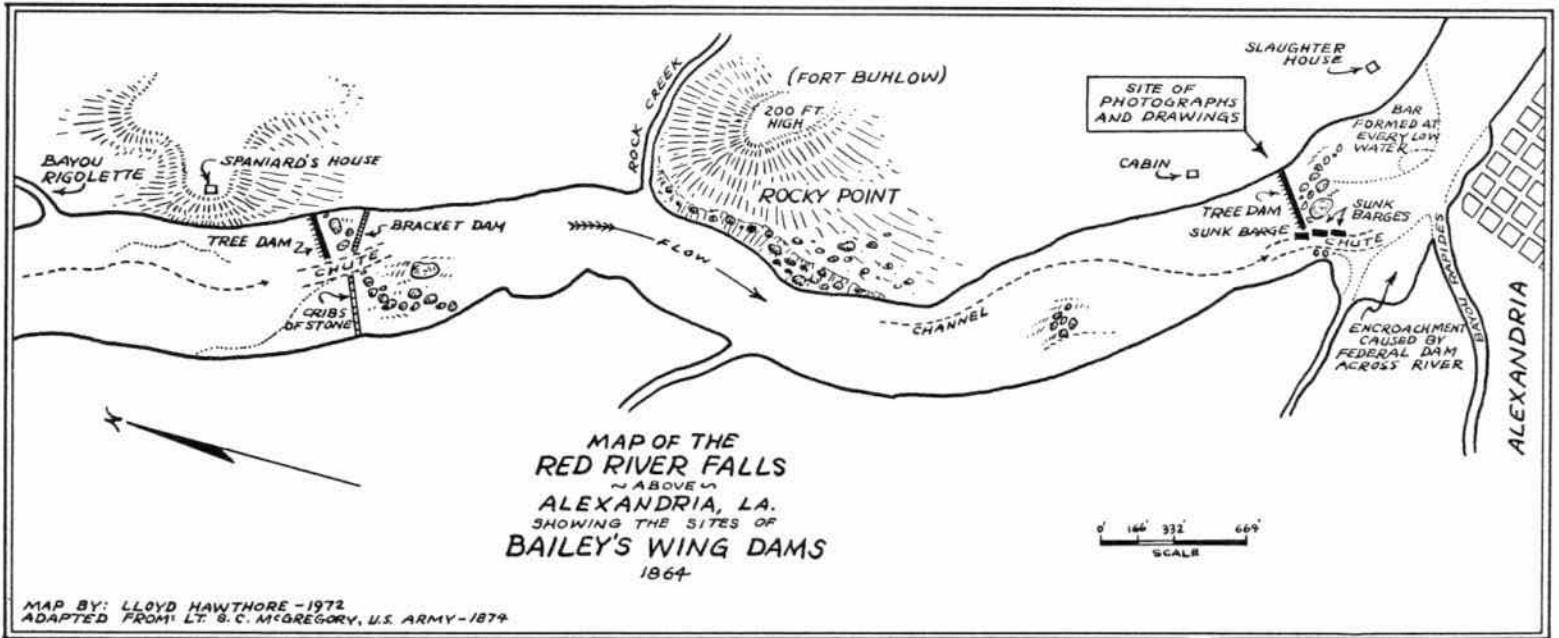 BAYOU
RIGOLETTE
SPANIARD'S HOUSE
TREE DAM
BRACKET DAM
CHUTE
CRIBS
OF STONE
ROCK CREEK
(FORT BUHLOW)
200 FT
HIGH
ROCKY POINT
FLOW
CHANNEL
SLAUGHTER
HOUSE
SITE OF
PHOTOGRAPHS
AND DRAWINGS
CABIN
BAR
FORMED AT
EVERY LOW
WATER
TREE DAM
SUNK BARGE
SUNK
BARGES
CHUTE
BAYOU RAPIDES
ENCROACHMENT
CAUSED BY
FEDERAL DAM
ACROSS RIVER
ALEXANDRIA
MAP OF THE
RED RIVER FALLS
~ ABOVE ~
ALEXANDRIA, LA.
SHOWING THE SITES OF
BAILEY'S WING DAMS
1864
0' 166' 332' 669'
SCALE
MAP BY: LLOYD HAWTHORE - 1972
ADAPTED FROM: LT. S. C. McGREGORY, U.S. ARMY - 1874